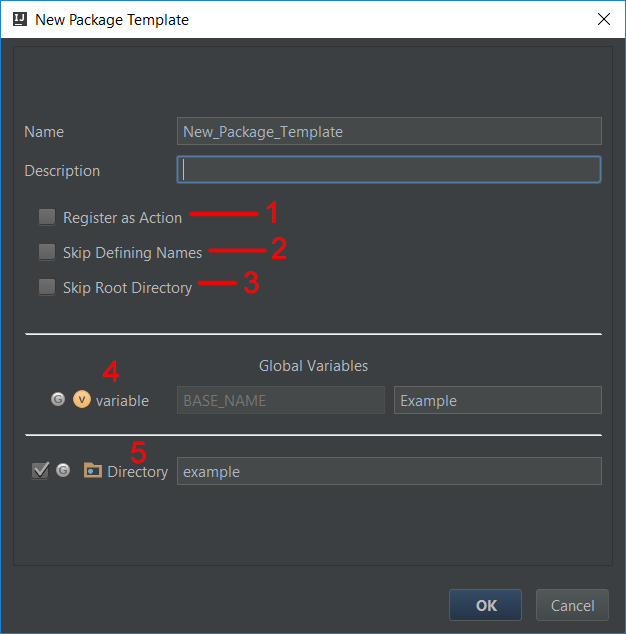 IJ New Package Template
Name New_Package_Template
Description
Register as Action 1
Skip Defining Names 2
Skip Root Directory 3
Global Variables
4
G V variable BASE_NAME Example
5
G Directory example
OK Cancel